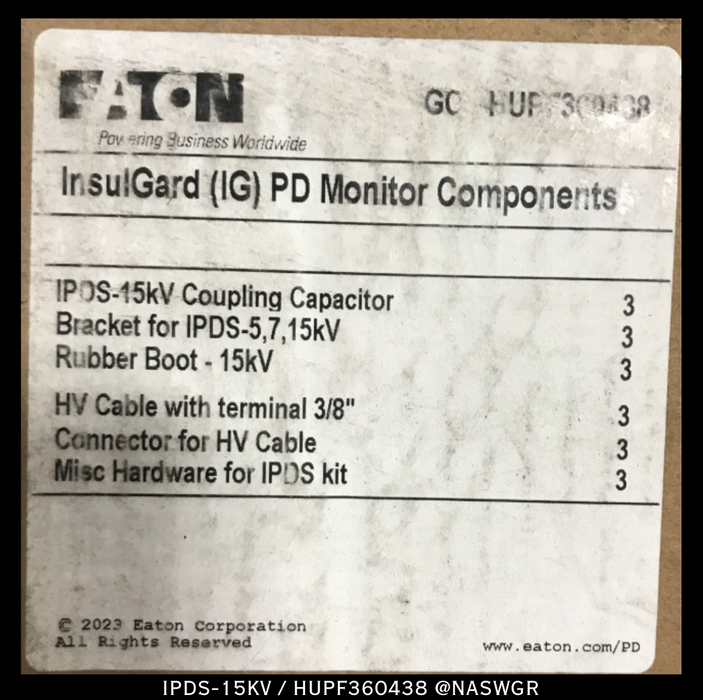 EATON
GO HUPF360438
Powering Business Worldwide
InsulGard (IG) PD Monitor Components
IPDS-15kV Coupling Capacitor 3
Bracket for IPDS-5,7,15kV 3
Rubber Boot - 15kV 3
HV Cable with terminal 3/8" 3
Connector for HV Cable 3
Misc Hardware for IPDS kit 3
© 2023 Eaton Corporation
All Rights Reserved
www.eaton.com/PD
IPDS-15KV / HUPF360438 @NASWGR